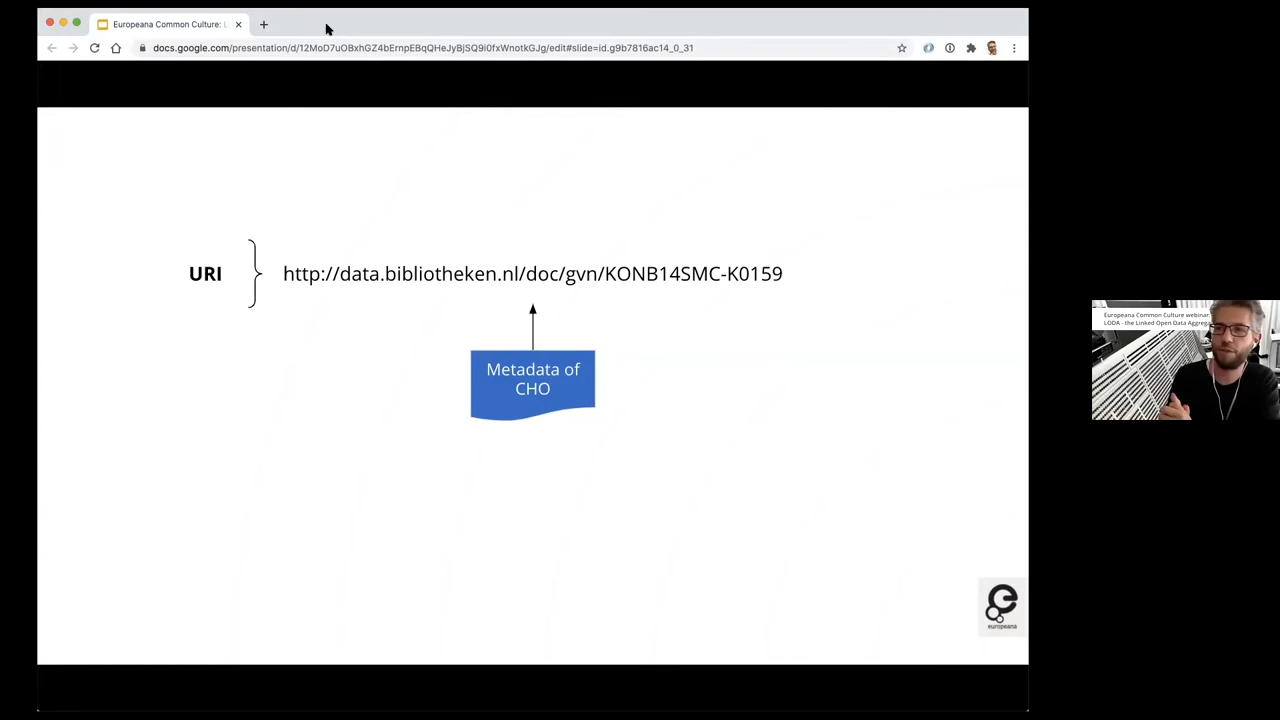 Europeana Common Culture: L
docs.google.com/presentation/d/12MoD7uOBxhGZ4bErnpEBqQHeJyBjSQ9i0fxWnotkGJg/edit#slide=id.g9b7816ac14_0_31
URI
http://data.bibliotheken.nl/doc/gvn/KONB14SMC-K0159
Metadata of
CHO
europeana
Europeana Common Culture webinar
LODA - the Linked Open Data Aggrega